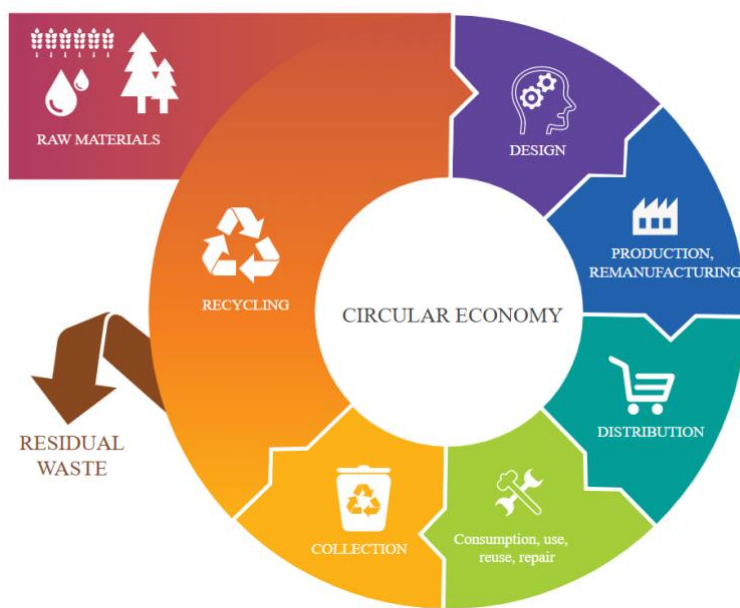 RAW MATERIALS
DESIGN
PRODUCTION,
REMANUFACTURING
DISTRIBUTION
Consumption, use,
reuse, repair
COLLECTION
RECYCLING
RESIDUAL
WASTE
CIRCULAR ECONOMY